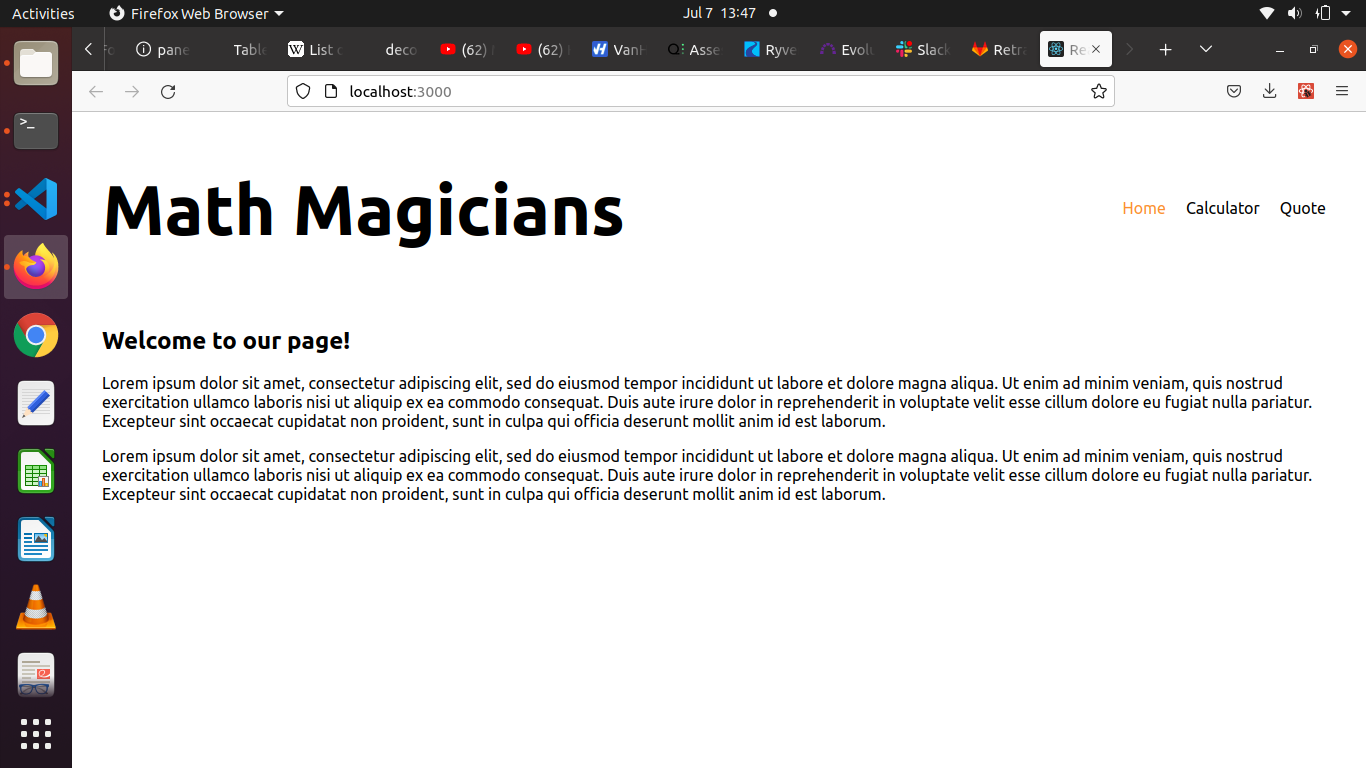 Activities Firefox Web Browser Jul 7 13:47
pane Table List deco (62) (62) VanH Asse Ryve Evolu Slack Retra Re
localhost:3000
Math Magicians
Home Calculator Quote
Welcome to our page!
Lorem ipsum dolor sit amet, consectetur adipiscing elit, sed do eiusmod tempor incididunt ut labore et dolore magna aliqua. Ut enim ad minim veniam, quis nostrud
exercitation ullamco laboris nisi ut aliquip ex ea commodo consequat. Duis aute irure dolor in reprehenderit in voluptate velit esse cillum dolore eu fugiat nulla pariatur.
Excepteur sint occaecat cupidatat non proident, sunt in culpa qui officia deserunt mollit anim id est laborum.
Lorem ipsum dolor sit amet, consectetur adipiscing elit, sed do eiusmod tempor incididunt ut labore et dolore magna aliqua. Ut enim ad minim veniam, quis nostrud
exercitation ullamco laboris nisi ut aliquip ex ea commodo consequat. Duis aute irure dolor in reprehenderit in voluptate velit esse cillum dolore eu fugiat nulla pariatur.
Excepteur sint occaecat cupidatat non proident, sunt in culpa qui officia deserunt mollit anim id est laborum.